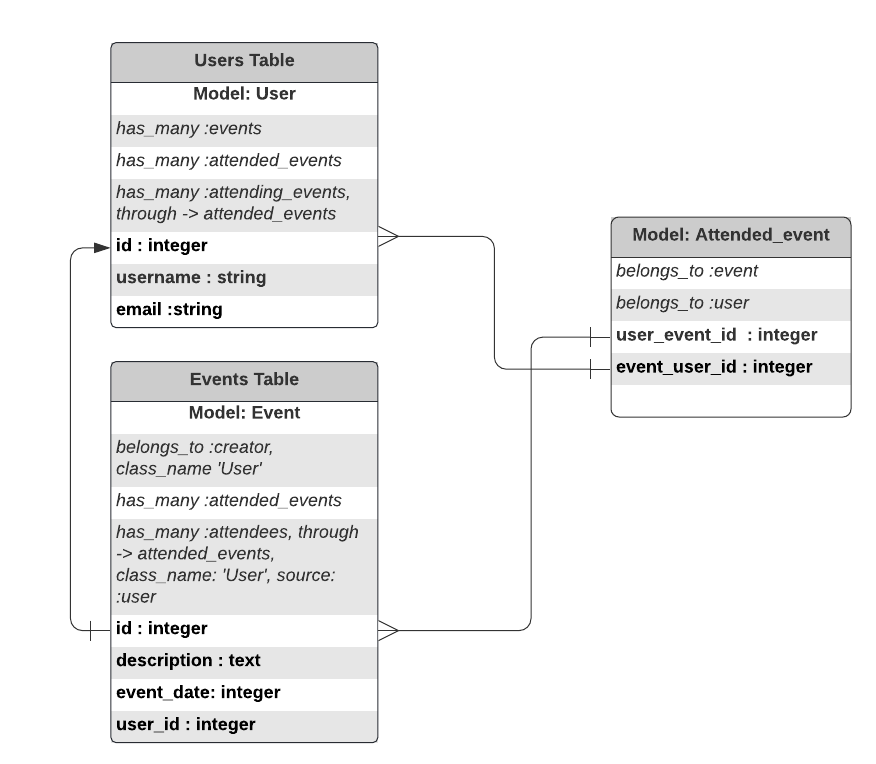 Users Table
Model: User
has_many :events
has_many :attended_events
has_many :attending_events,
through -> attended_events
id : integer
username : string
email :string
Events Table
Model: Event
belongs_to :creator,
class_name 'User'
has_many :attended_events
has_many :attendees, through
-> attended_events,
class_name: 'User', source:
:user
id : integer
description : text
event_date: integer
user_id : integer
Model: Attended_event
belongs_to :event
belongs_to :user
user_event_id : integer
event_user_id : integer